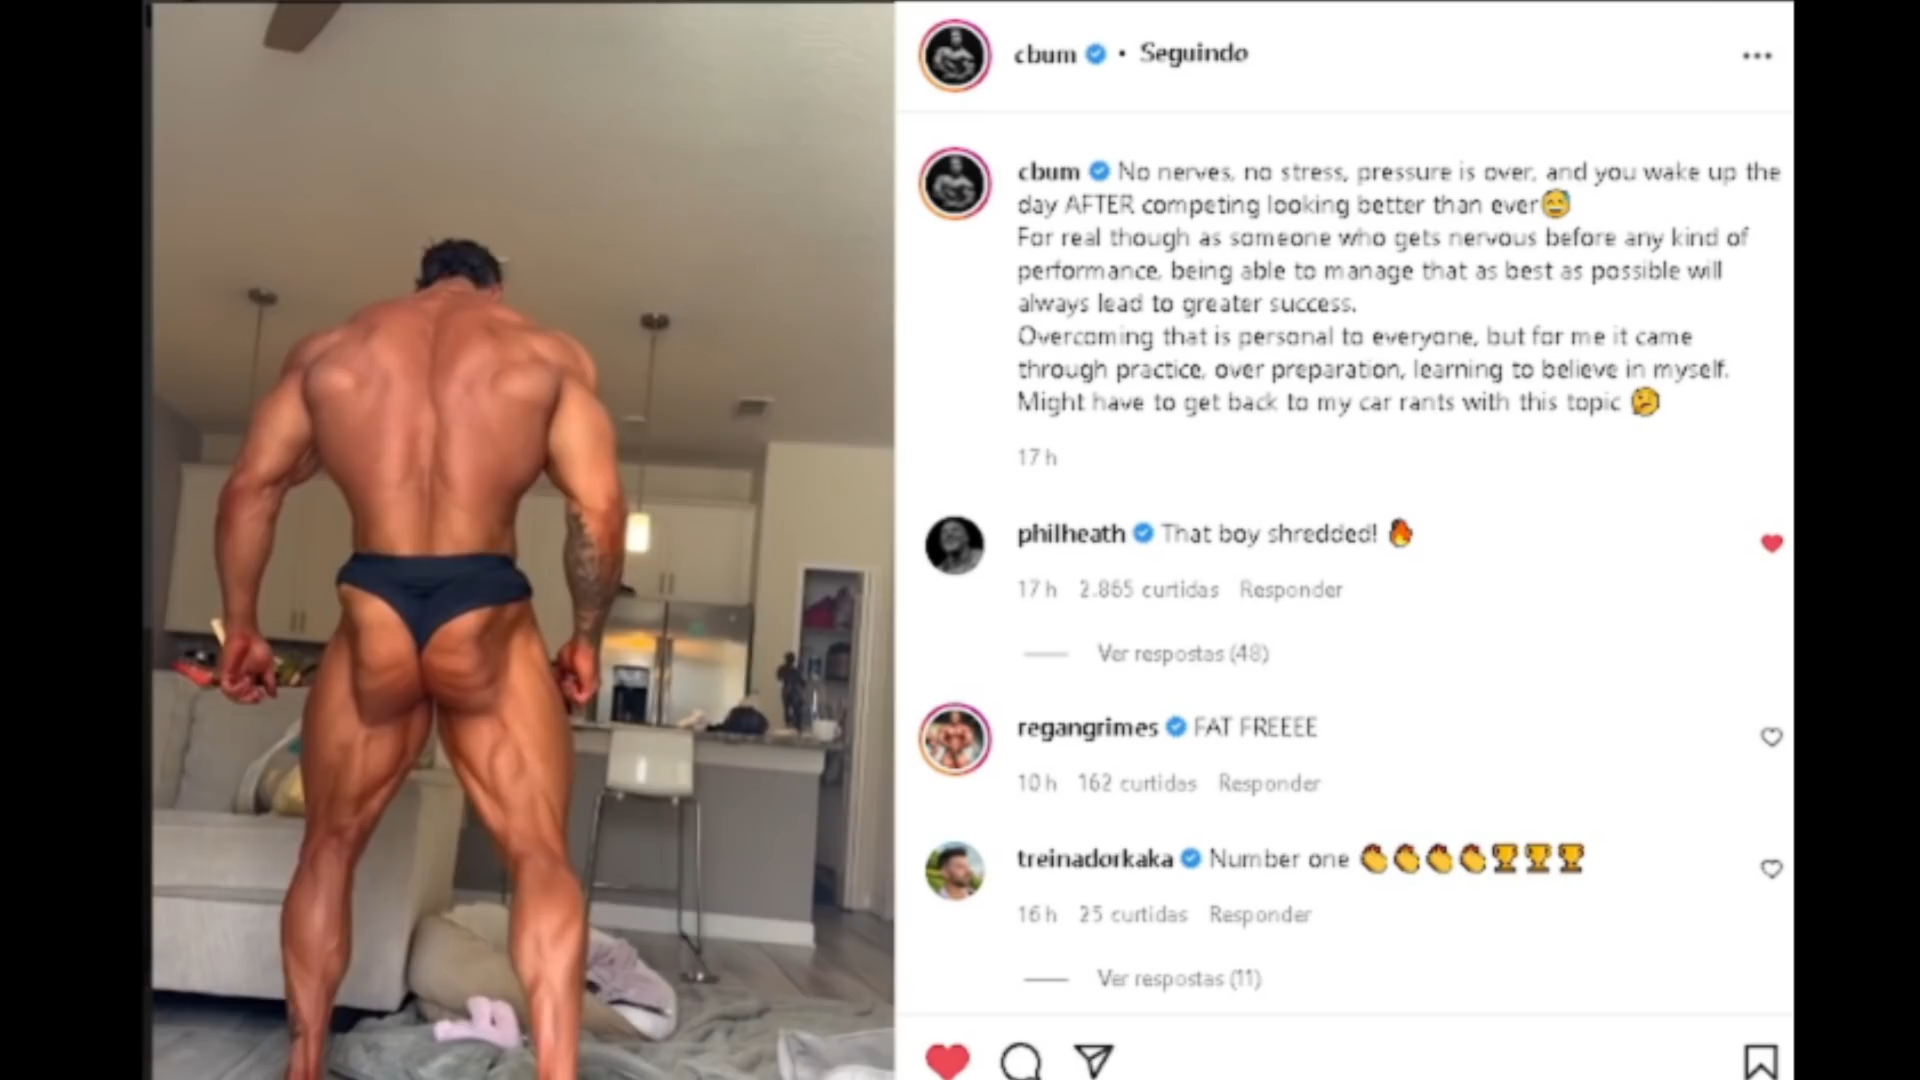 cbum • Seguindo
cbum No nerves, no stress, pressure is over, and you wake up the
day AFTER competing looking better than ever😅
For real though as someone who gets nervous before any kind of
performance, being able to manage that as best as possible will
always lead to greater success.
Overcoming that is personal to everyone, but for me it came
through practice, over preparation, learning to believe in myself.
Might have to get back to my car rants with this topic 🤔
17 h
philheath That boy shredded! 🔥
17 h 2.865 curtidas Responder
Ver respostas (48)
regangrimes FAT FREEEE
10 h 162 curtidas Responder
treinadorkaka Number one 👏👏👏👏🏆🏆🏆
16 h 25 curtidas Responder
Ver respostas (11)